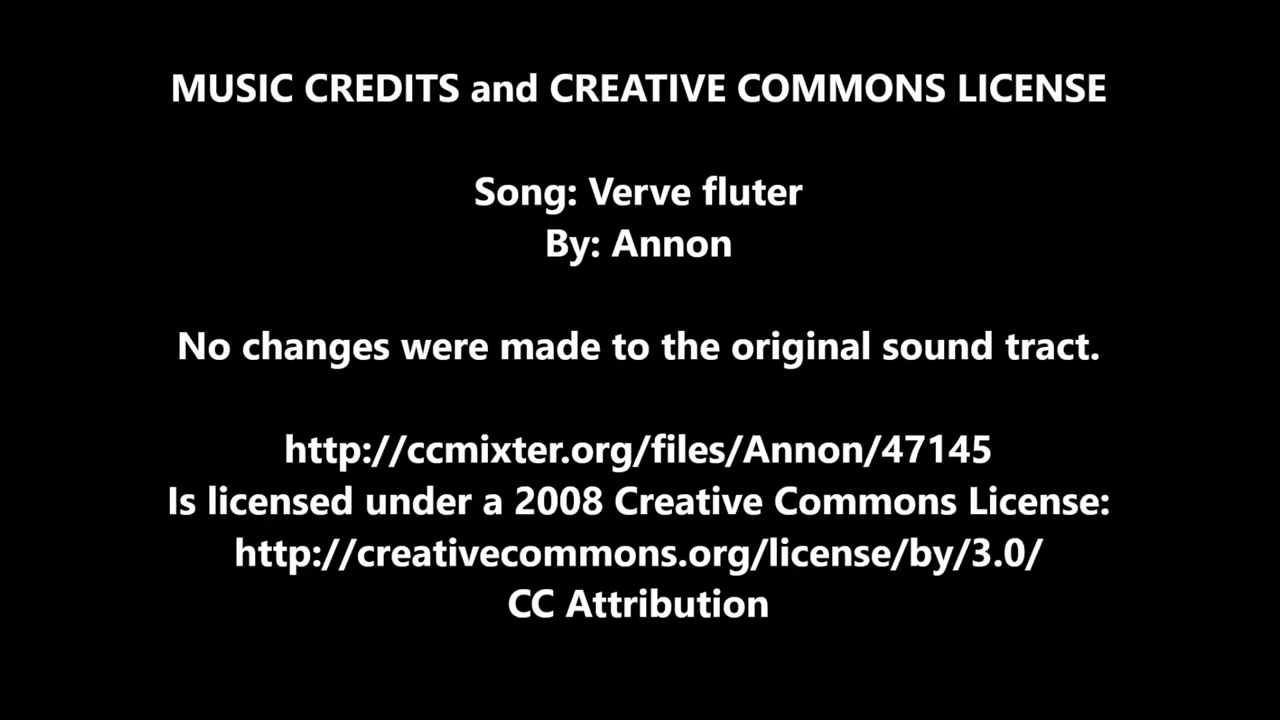 MUSIC CREDITS and CREATIVE COMMONS LICENSE
Song: Verve fluter
By: Annon
No changes were made to the original sound tract.
http://ccmixter.org/files/Annon/47145
Is licensed under a 2008 Creative Commons License:
http://creativecommons.org/license/by/3.0/
CC Attribution